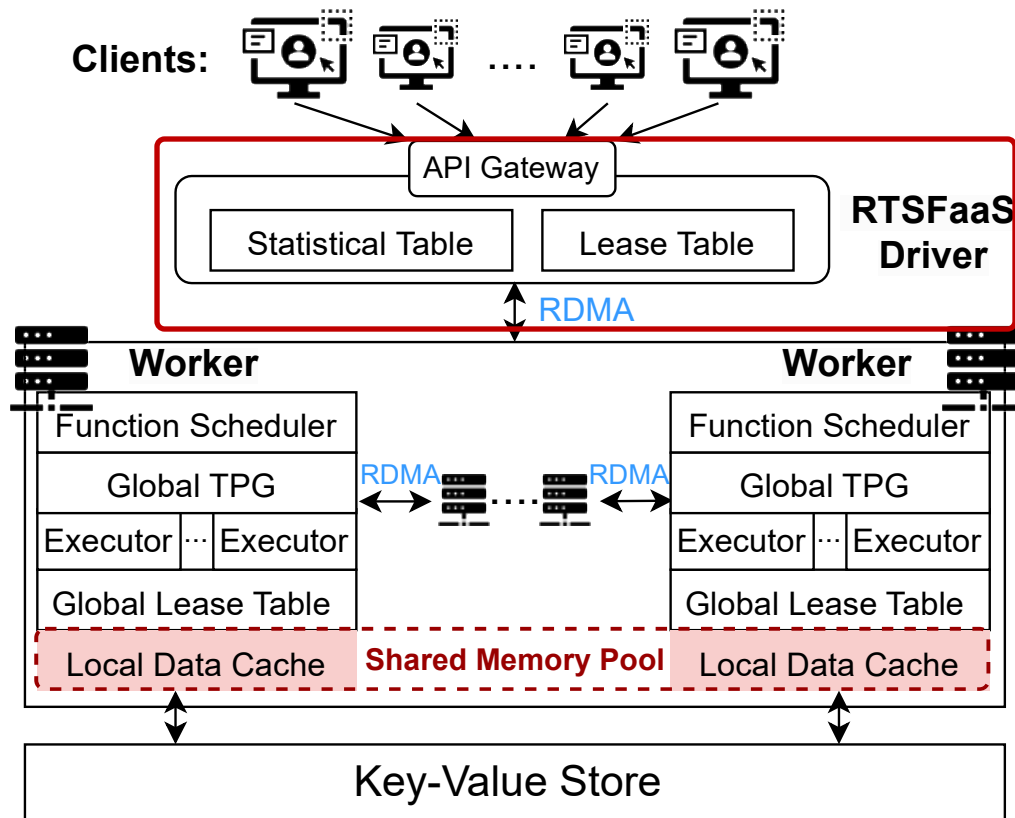 Clients:
....
API Gateway
Statistical Table
Lease Table
RTSFaaS
Driver
RDMA
Worker
Worker
Function Scheduler
Function Scheduler
Global TPG
RDMA
....
RDMA
Global TPG
Executor
...
Executor
Executor
...
Executor
Global Lease Table
Global Lease Table
Local Data Cache
Shared Memory Pool
Local Data Cache
Key-Value Store